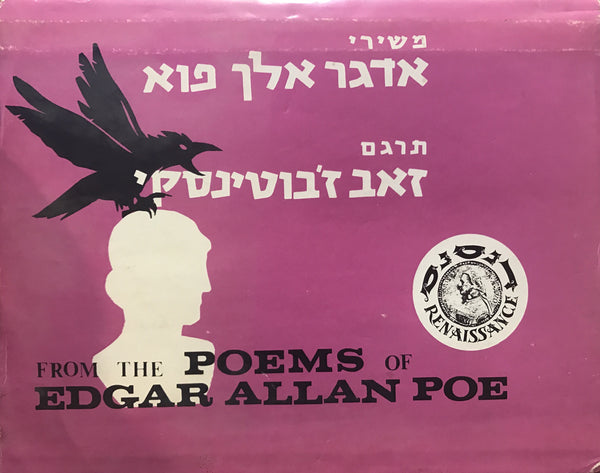 משירי
אדגר אלן פוא
תרגם
זאב ז'בוטינסקי
רנסנס
RENAISSANCE
FROM THE POEMS OF
EDGAR ALLAN POE